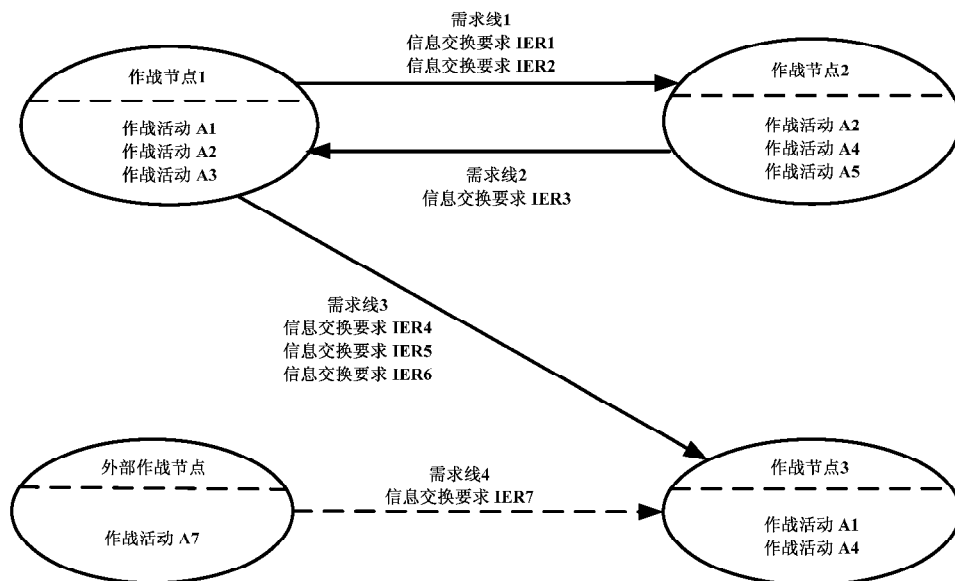 需求线1
信息交换要求 IER1
信息交换要求 IER2
作战节点1
作战活动 A1
作战活动 A2
作战活动 A3
作战节点2
作战活动 A2
作战活动 A4
作战活动 A5
需求线2
信息交换要求 IER3
需求线3
信息交换要求 IER4
信息交换要求 IER5
信息交换要求 IER6
外部作战节点
作战活动 A7
需求线4
信息交换要求 IER7
作战节点3
作战活动 A1
作战活动 A4